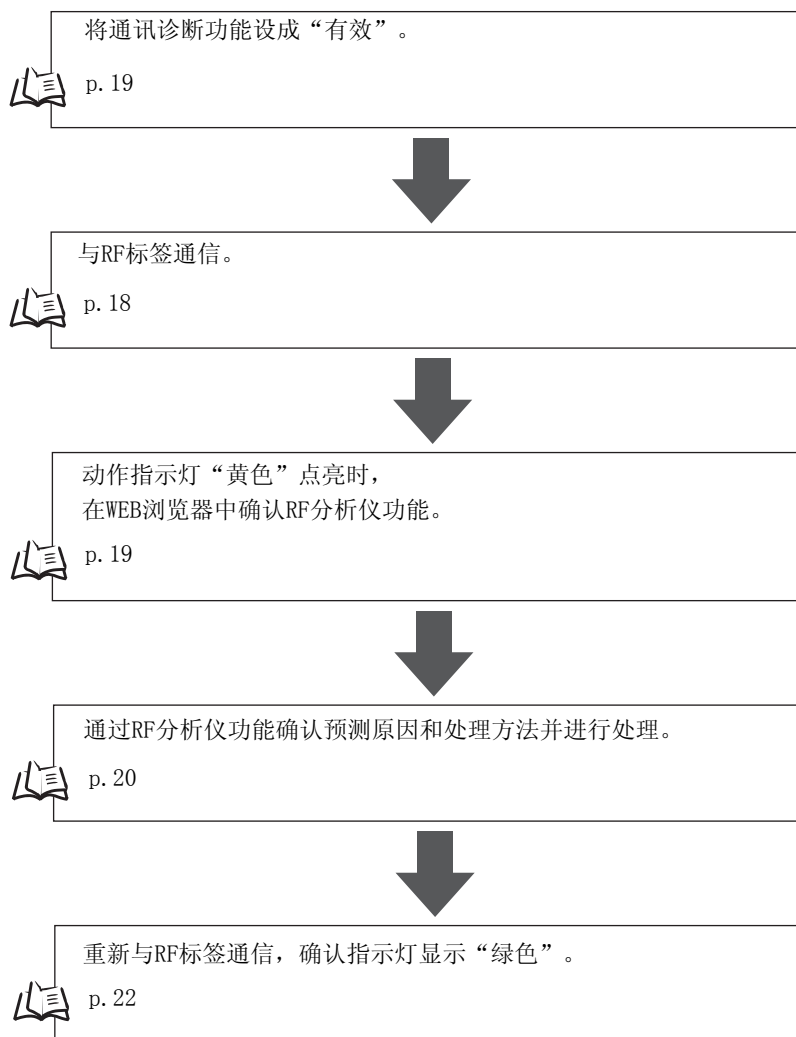 将通讯诊断功能设成“有效”。
p.19
与RF标签通信。
p.18
动作指示灯“黄色”点亮时，
在WEB浏览器中确认RF分析仪功能。
p.19
通过RF分析仪功能确认预测原因和处理方法并进行处理。
p.20
重新与RF标签通信，确认指示灯显示“绿色”。
p.22